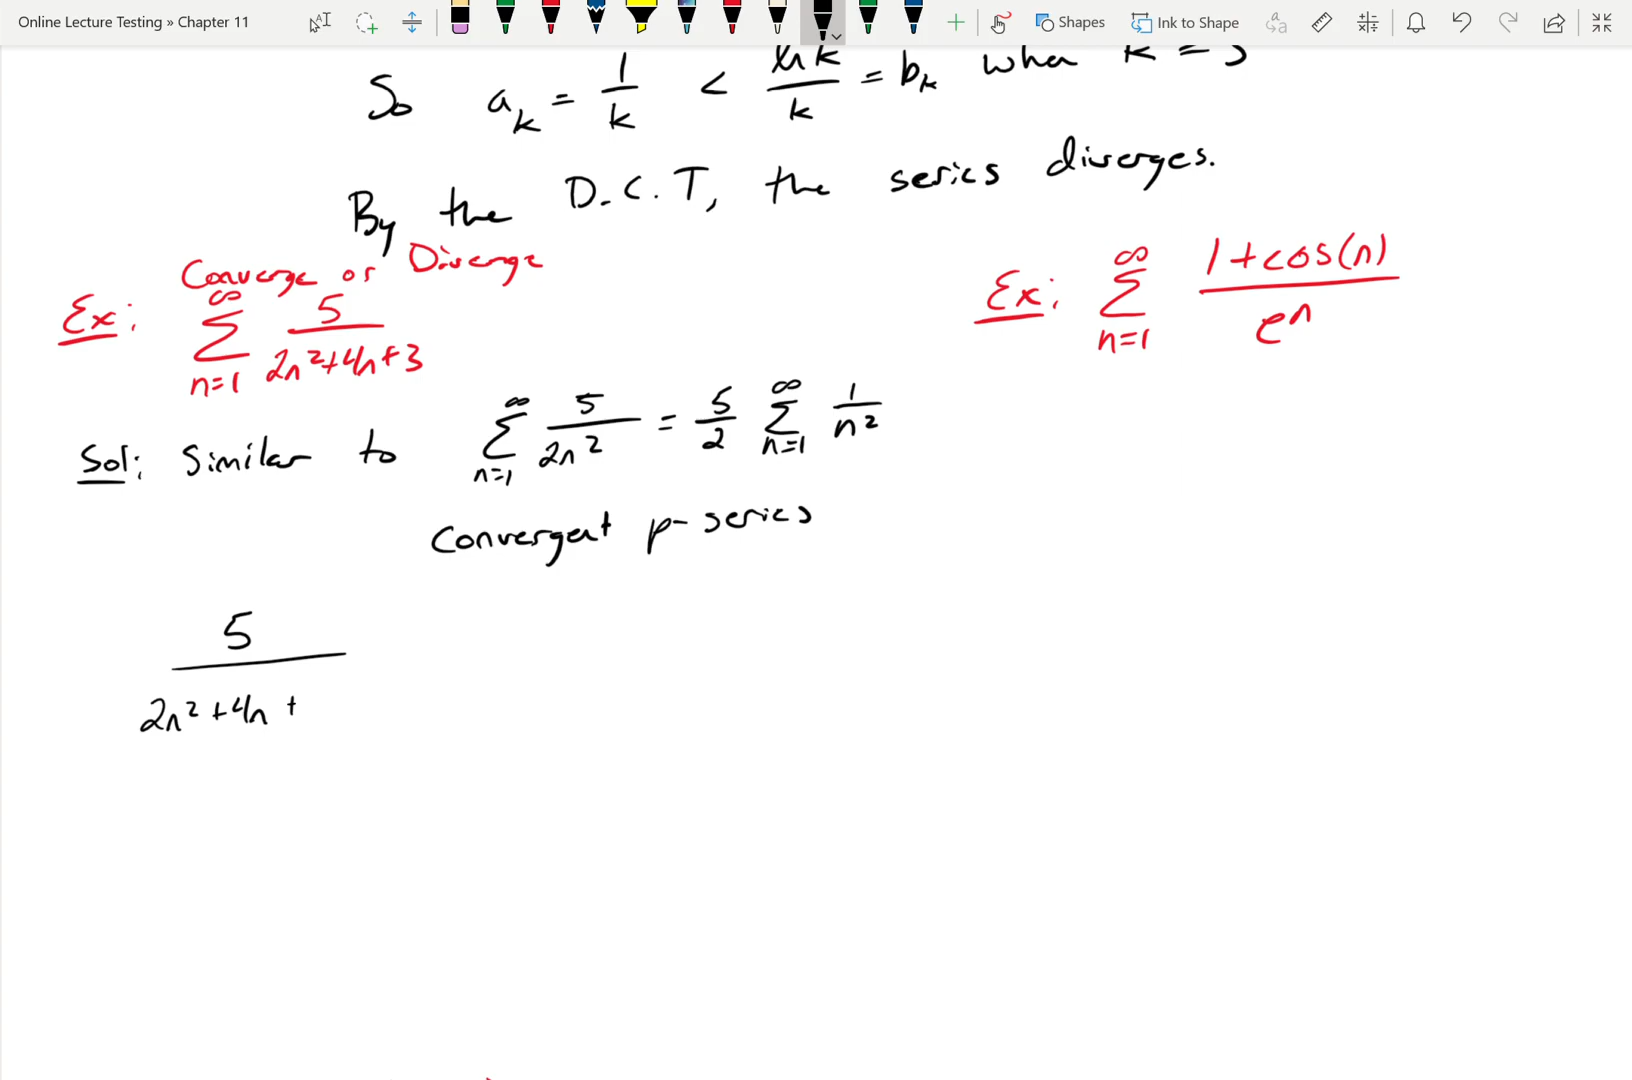 Online Lecture Testing » Chapter 11
Shapes
Ink to Shape
So a_k = 1/k < ln k/k = b_k when k ≥ 3
By the D.C.T, the series diverges.
Converge or Diverge
Ex: ∑_{n=1}^{∞} 5/(2n²+4n+3)
Ex: ∑_{n=1}^{∞} (1+cos(n))/eⁿ
Sol: Similar to ∑_{n=1}^{∞} 5/(2n²) = 5/2 ∑_{n=1}^{∞} 1/n²
Convergent p-series
5/(2n²+4n+